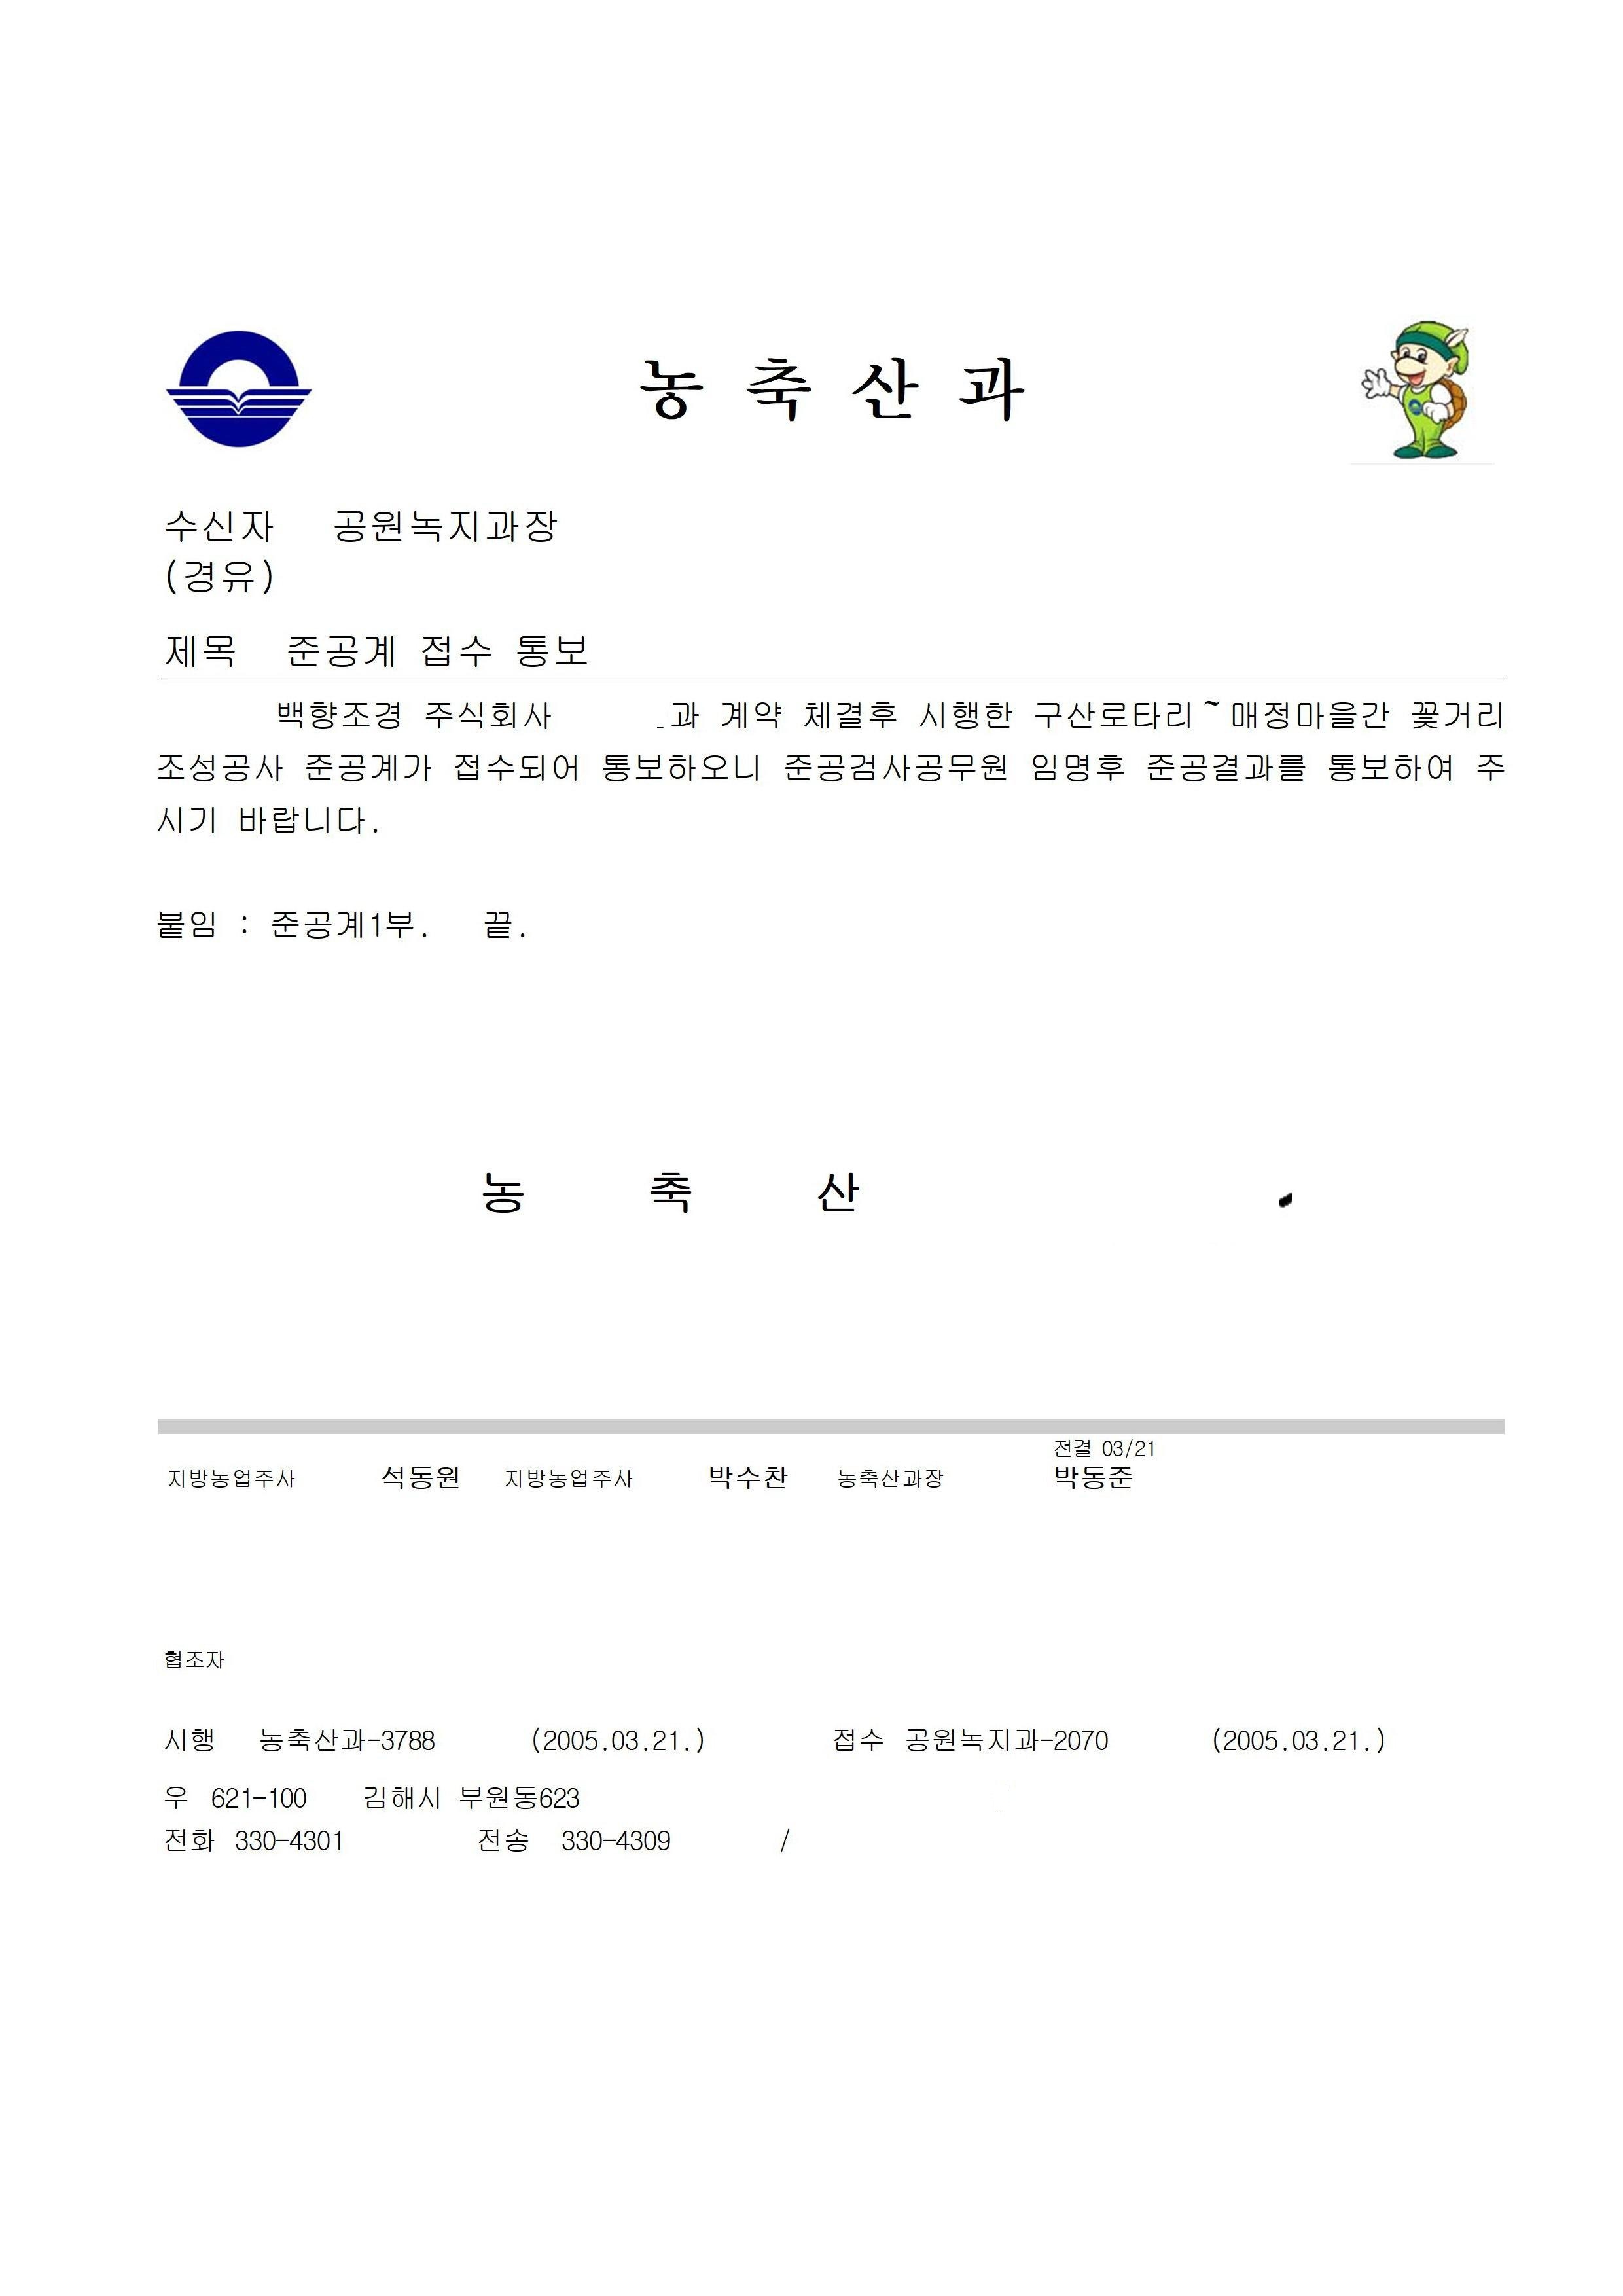 농 축 산 과
수신자 공원녹지과장
(경유)
제목 준공계 접수 통보
백향조경 주식회사 과 계약 체결후 시행한 구산로타리~매정마을간 꽃거리
조성공사 준공계가 접수되어 통보하오니 준공검사공무원 임명후 준공결과를 통보하여 주
시기 바랍니다.
붙임 : 준공계1부. 끝.
농 축 산
전결 03/21
지방농업주사 석동원 지방농업주사 박수찬 농축산과장 박동준
협조자
시행 농축산과-3788 (2005.03.21.) 접수 공원녹지과-2070 (2005.03.21.)
우 621-100 김해시 부원동623
전화 330-4301 전송 330-4309 /